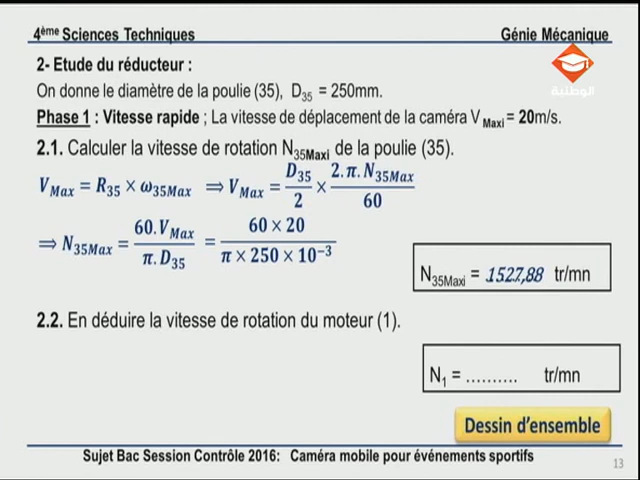 4ème Sciences Techniques Génie Mécanique
2- Etude du réducteur :
الوطنية
On donne le diamètre de la poulie (35), D35 = 250mm.
Phase 1 : Vitesse rapide ; La vitesse de déplacement de la caméra V Maxi = 20m/s.
2.1. Calculer la vitesse de rotation N35Maxi de la poulie (35).
VMax = R35 × ω35Max ⇒ VMax = D35/2 × 2.π.N35Max/60
⇒ N35Max = 60.VMax/π.D35 = 60 × 20/π × 250 × 10⁻³
N35Maxi = 1527,88 tr/mn
2.2. En déduire la vitesse de rotation du moteur (1).
N1 = .......... tr/mn
Dessin d’ensemble
Sujet Bac Session Contrôle 2016: Caméra mobile pour événements sportifs
13